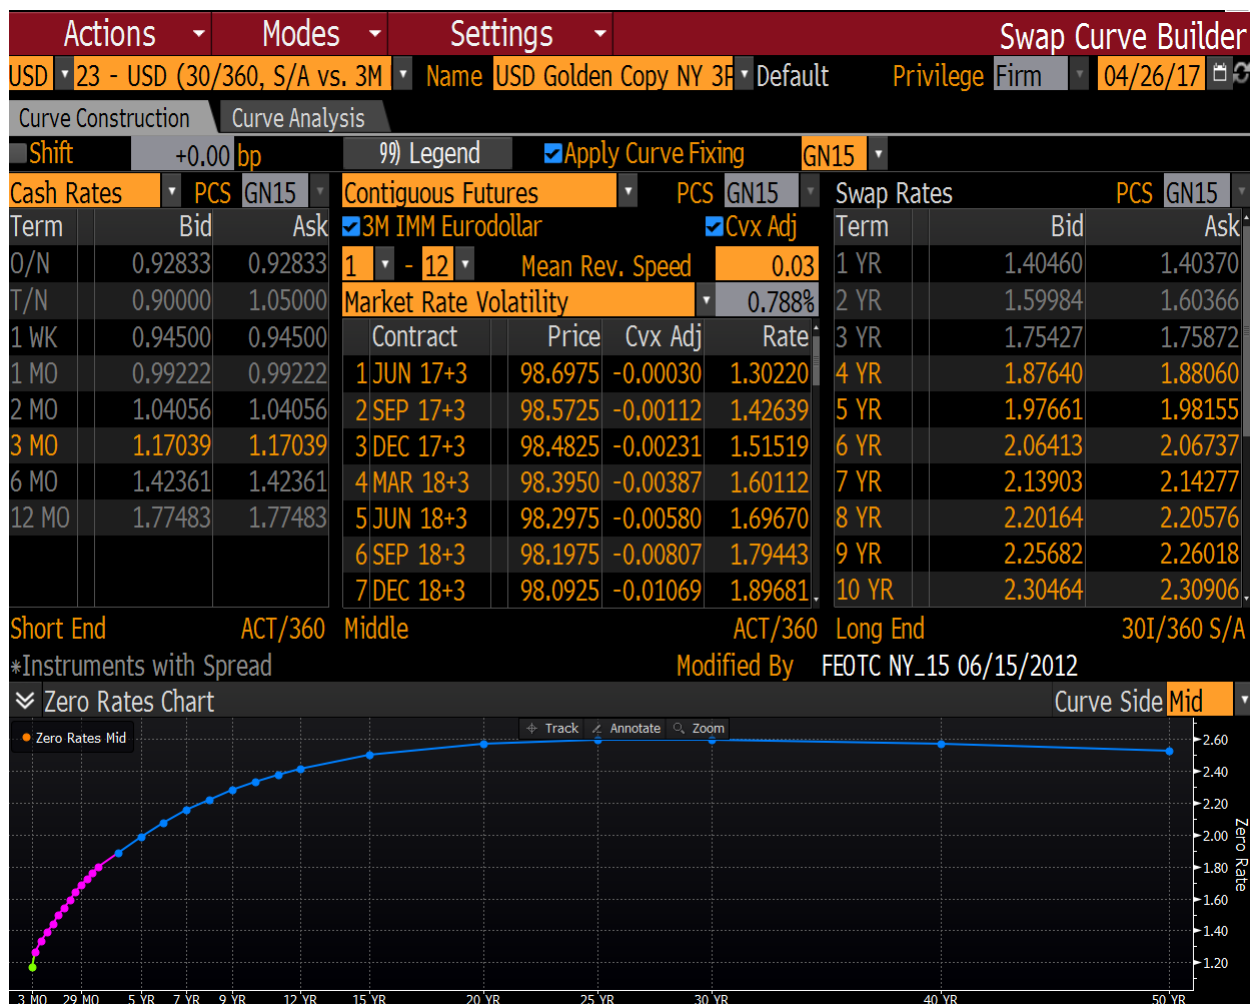 Actions Modes Settings Swap Curve Builder
USD 23 - USD (30/360, S/A vs. 3M Name USD Golden Copy NY 3P Default Privilege Firm 04/26/17
Curve Construction Curve Analysis
Shift +0.00 bp 99) Legend Apply Curve Fixing GN15
Cash Rates PCS GN15 Contiguous Futures PCS GN15 Swap Rates PCS GN15
Term Bid Ask 3M IMM Eurodollar Cvx Adj Term Bid Ask
O/N 0.92833 0.92833 1 - 12 Mean Rev. Speed 0.03 1 YR 1.40460 1.40370
T/N 0.90000 1.05000 Market Rate Volatility 0.788% 2 YR 1.59984 1.60366
1 WK 0.94500 0.94500 Contract Price Cvx Adj Rate 3 YR 1.75427 1.75872
1 MO 0.99222 0.99222 1 JUN 17+3 98.6975 -0.00030 1.30220 4 YR 1.87640 1.88060
2 MO 1.04056 1.04056 2 SEP 17+3 98.5725 -0.00112 1.42639 5 YR 1.97661 1.98155
3 MO 1.17039 1.17039 3 DEC 17+3 98.4825 -0.00231 1.51519 6 YR 2.06413 2.06737
6 MO 1.42361 1.42361 4 MAR 18+3 98.3950 -0.00387 1.60112 7 YR 2.13903 2.14277
12 MO 1.77483 1.77483 5 JUN 18+3 98.2975 -0.00580 1.69670 8 YR 2.20164 2.20576
6 SEP 18+3 98.1975 -0.00807 1.79443 9 YR 2.25682 2.26018
7 DEC 18+3 98.0925 -0.01069 1.89681 10 YR 2.30464 2.30906
Short End ACT/360 Middle ACT/360 Long End 30I/360 S/A
*Instruments with Spread Modified By FEOTC NY_15 06/15/2012
Zero Rates Chart Curve Side Mid
Zero Rates Mid Track Annotate Zoom
2.60
2.40
2.20
2.00
1.80
1.60
1.40
1.20
Zero Rate
3 MO 29 MO 5 YR 7 YR 9 YR 12 YR 15 YR 20 YR 25 YR 30 YR 40 YR 50 YR